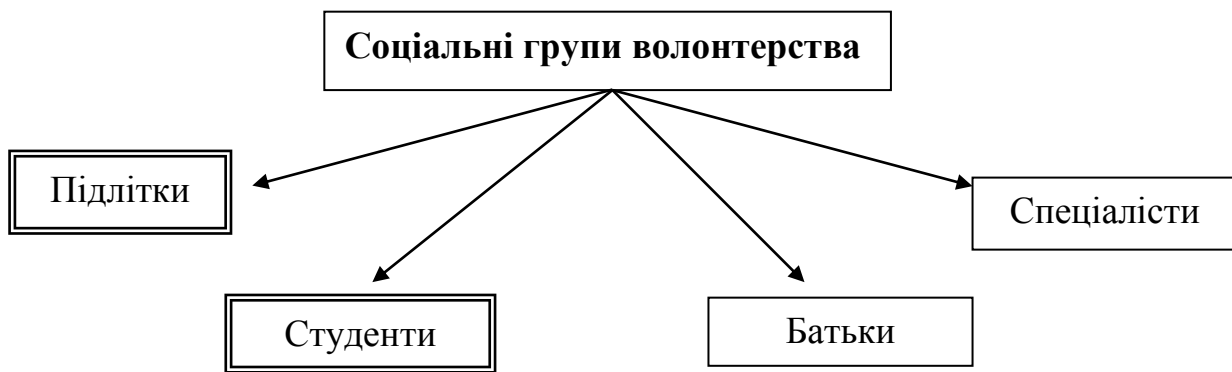 Соціальні групи волонтерства
Підлітки
Спеціалісти
Студенти
Батьки